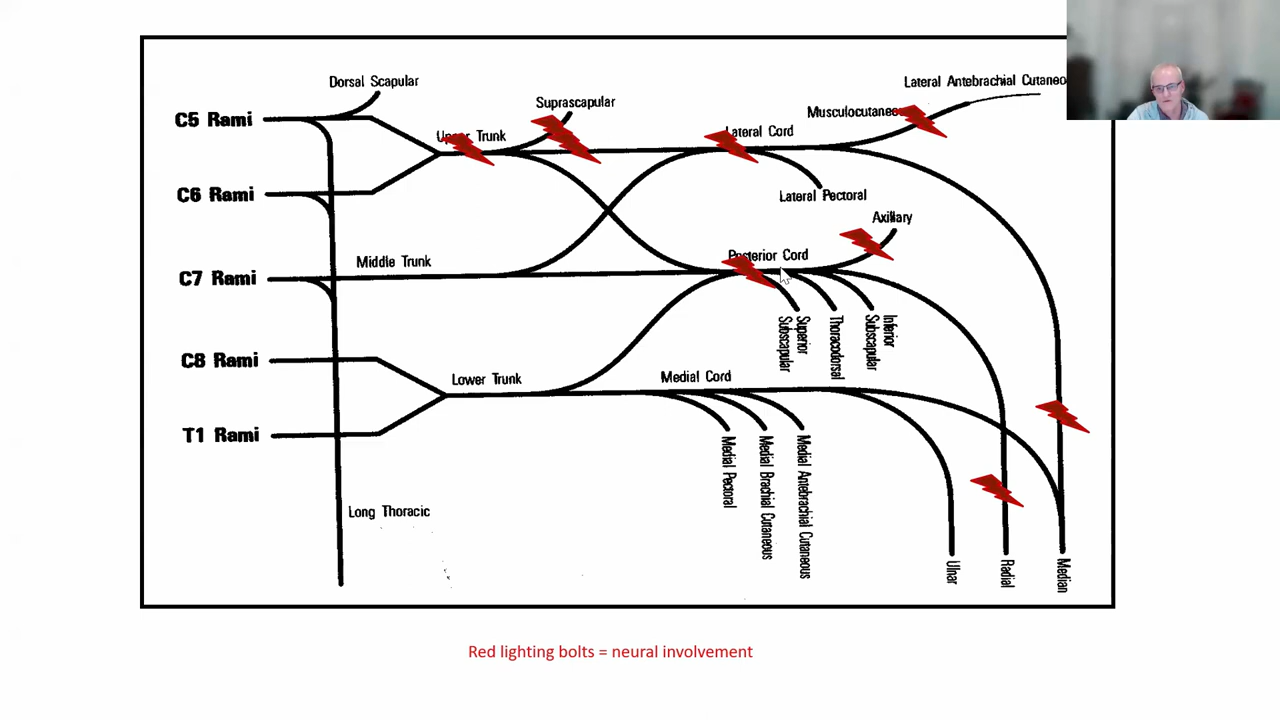 Dorsal Scapular
Lateral Antebrachial Cutaneo
Suprascapular
Musculocutaneo
C5 Rami
Upper Trunk
Lateral Cord
C6 Rami
Lateral Pectoral
Axillary
Posterior Cord
Middle Trunk
C7 Rami
Superior
Subscapular
Thoracodorsal
Inferior
Subscapular
C8 Rami
Lower Trunk
Medial Cord
T1 Rami
Medial Pectoral
Medial Brachial Cutaneous
Medial Antebrachial Cutaneous
Long Thoracic
Ulnar
Radial
Median
Red lighting bolts = neural involvement